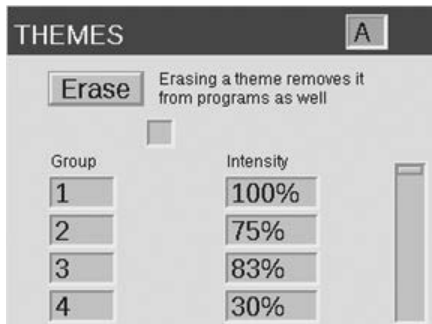 THEMES A
Erase Erasing a theme removes it
from programs as well
Group Intensity
1 100%
2 75%
3 83%
4 30%